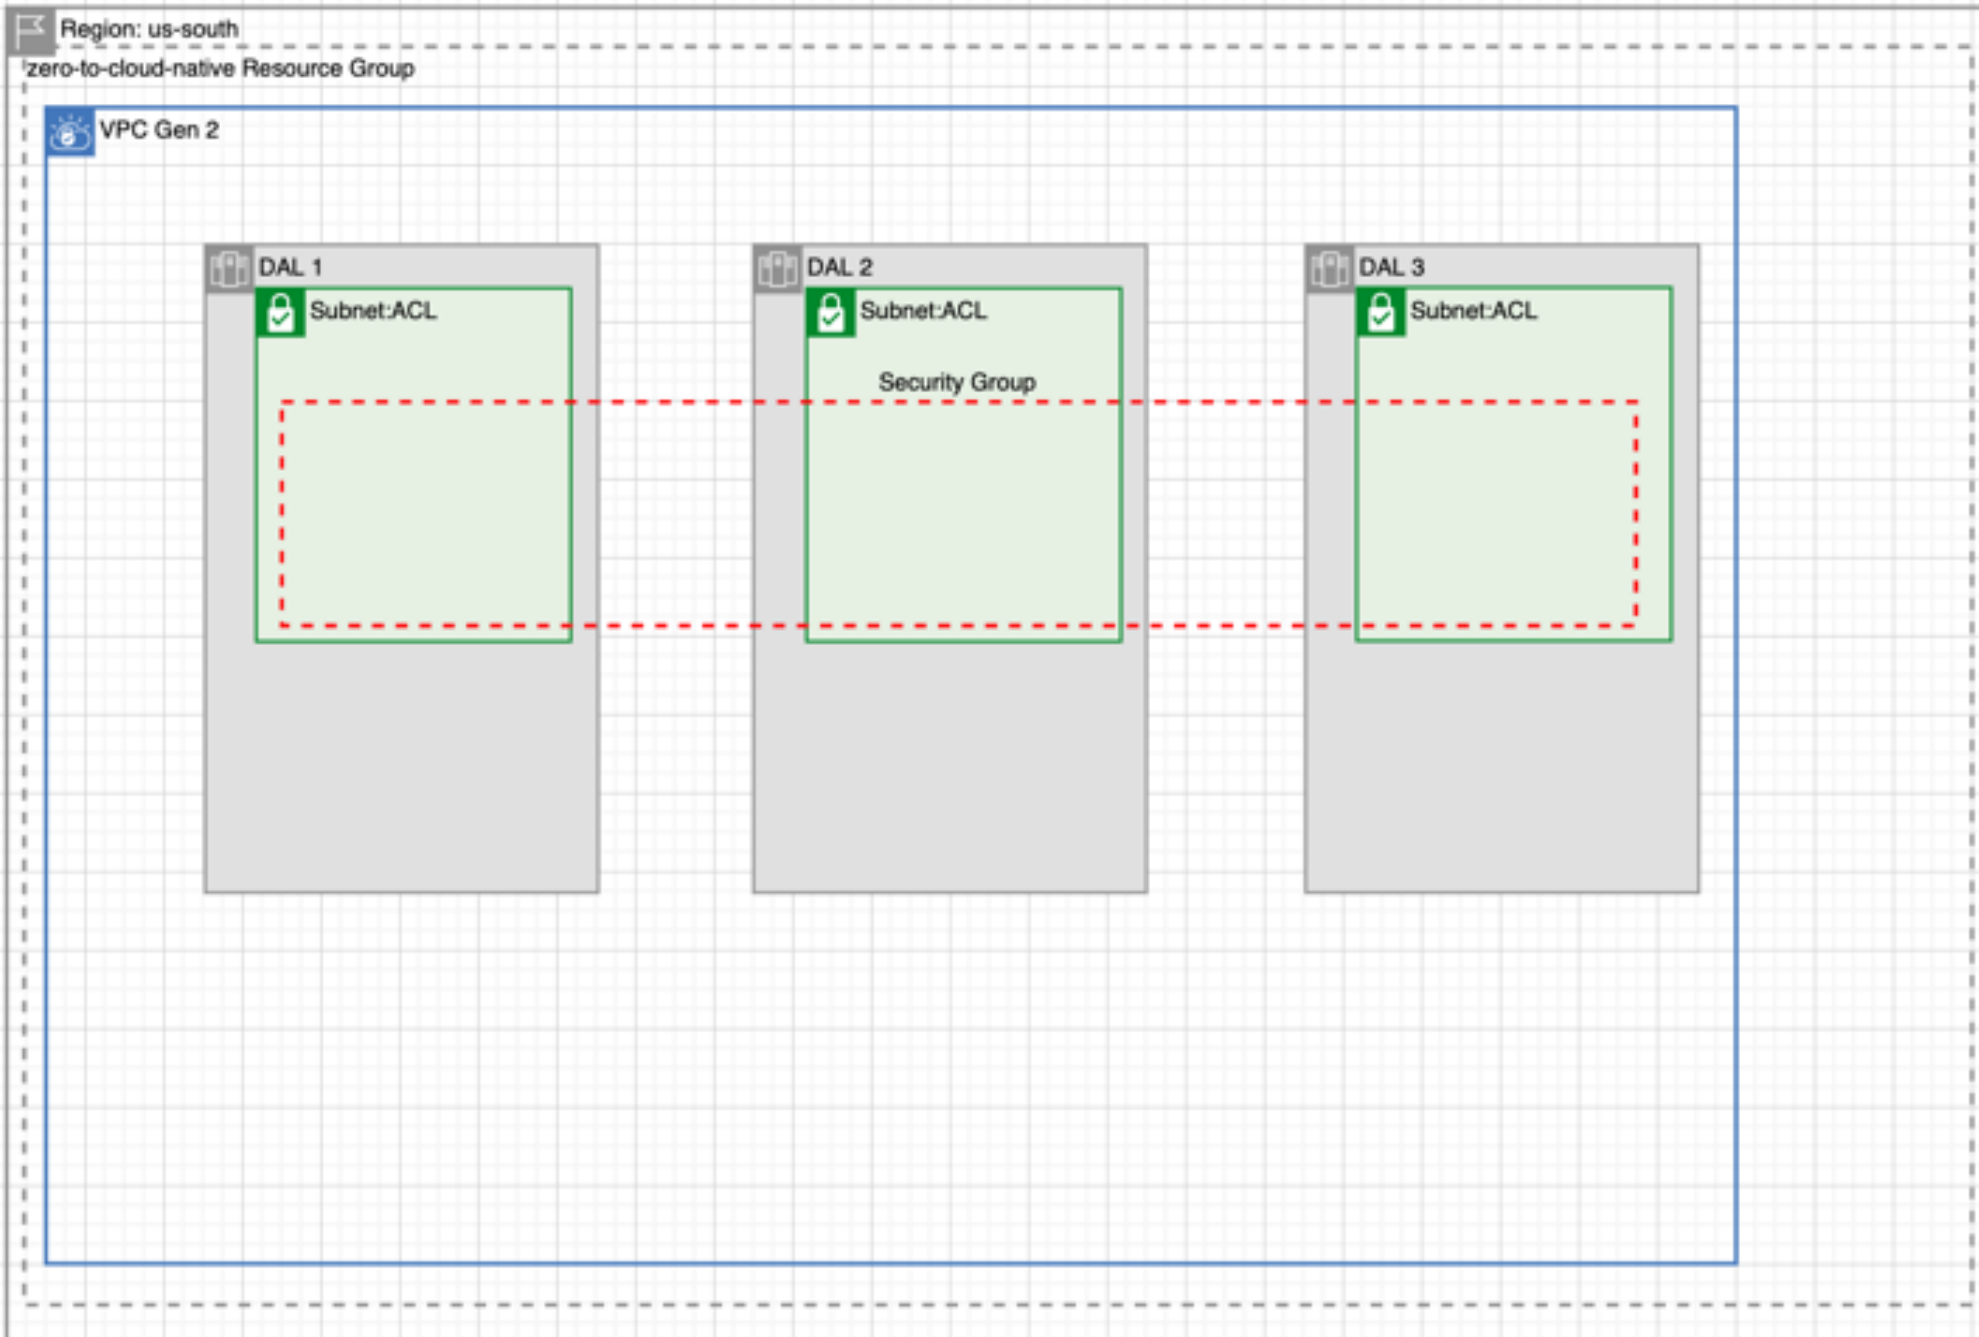 Region: us-south
zero-to-cloud-native Resource Group
VPC Gen 2
DAL 1
DAL 2
DAL 3
Subnet:ACL
Subnet:ACL
Subnet:ACL
Security Group